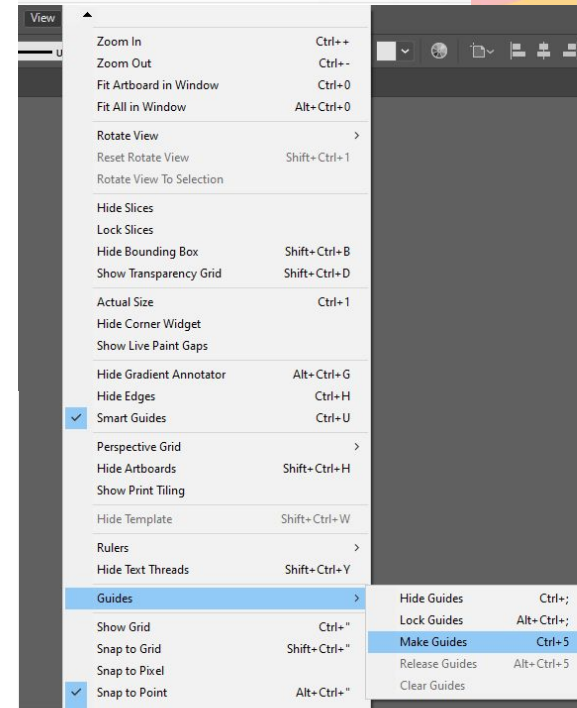 View
U
Zoom In Ctrl++
Zoom Out Ctrl+-
Fit Artboard in Window Ctrl+0
Fit All in Window Alt+Ctrl+0
Rotate View >
Reset Rotate View Shift+Ctrl+1
Rotate View To Selection
Hide Slices
Lock Slices
Hide Bounding Box Shift+Ctrl+B
Show Transparency Grid Shift+Ctrl+D
Actual Size Ctrl+1
Hide Corner Widget
Show Live Paint Gaps
Hide Gradient Annotator Alt+Ctrl+G
Hide Edges Ctrl+H
Smart Guides Ctrl+U
Perspective Grid >
Hide Artboards Shift+Ctrl+H
Show Print Tiling
Hide Template Shift+Ctrl+W
Rulers >
Hide Text Threads Shift+Ctrl+Y
Guides >
Hide Guides Ctrl+;
Lock Guides Alt+Ctrl+;
Make Guides Ctrl+5
Release Guides Alt+Ctrl+5
Clear Guides
Show Grid Ctrl+"
Snap to Grid Shift+Ctrl+"
Snap to Pixel
Snap to Point Alt+Ctrl+"